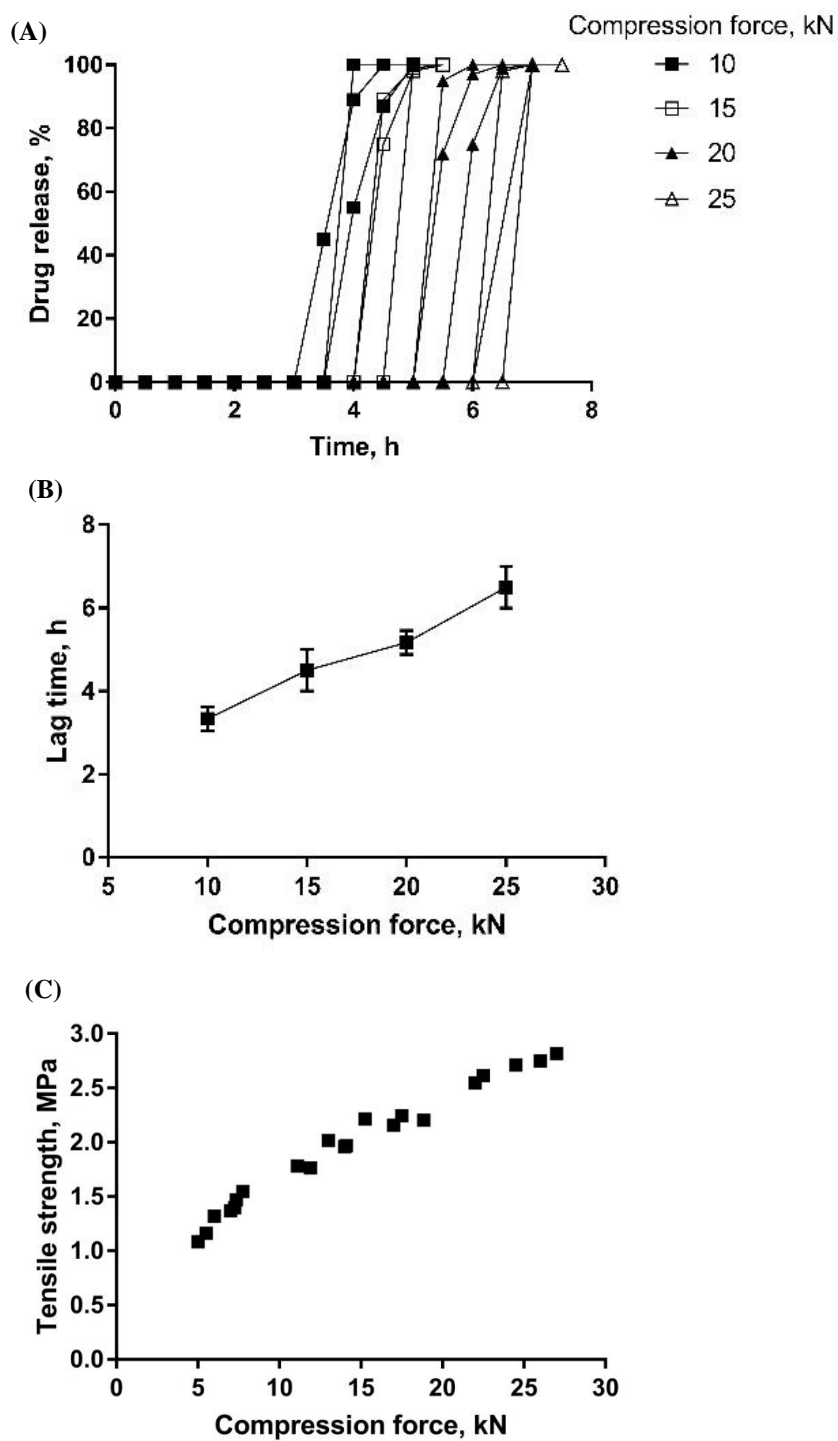 (A)
Compression force, kN
10
15
20
25
Drug release, %
100
80
60
40
20
0
0 2 4 6 8
Time, h
(B)
Lag time, h
8
6
4
2
0
5 10 15 20 25 30
Compression force, kN
(C)
Tensile strength, MPa
3.0
2.5
2.0
1.5
1.0
0.5
0.0
0 5 10 15 20 25 30
Compression force, kN